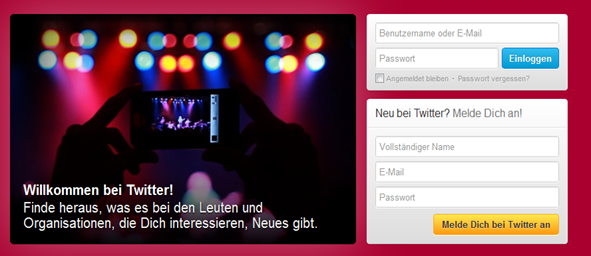 Willkommen bei Twitter!
Finde heraus, was es bei den Leuten und
Organisationen, die Dich interessieren, Neues gibt.
Benutzername oder E-Mail
Passwort
Einloggen
Angemeldet bleiben · Passwort vergessen?
Neu bei Twitter? Melde Dich an!
Vollständiger Name
E-Mail
Passwort
Melde Dich bei Twitter an